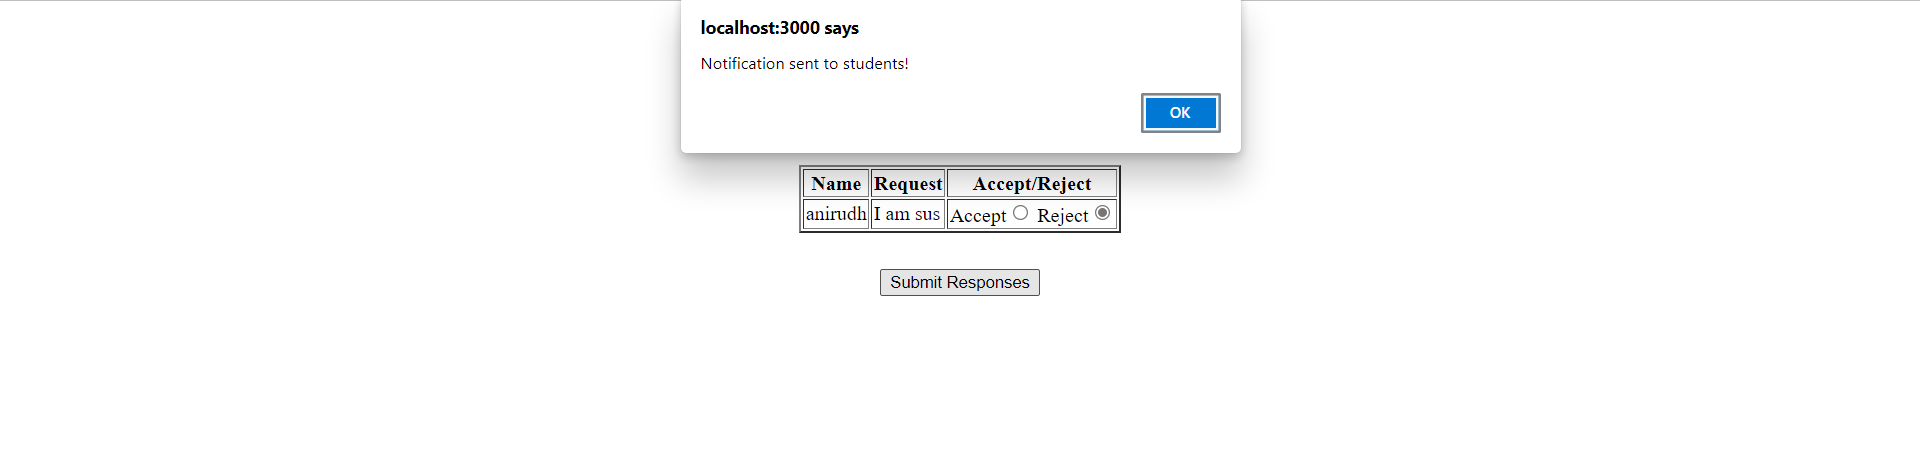 localhost:3000 says
Notification sent to students!
OK
Name Request Accept/Reject
anirudh I am sus Accept Reject
Submit Responses